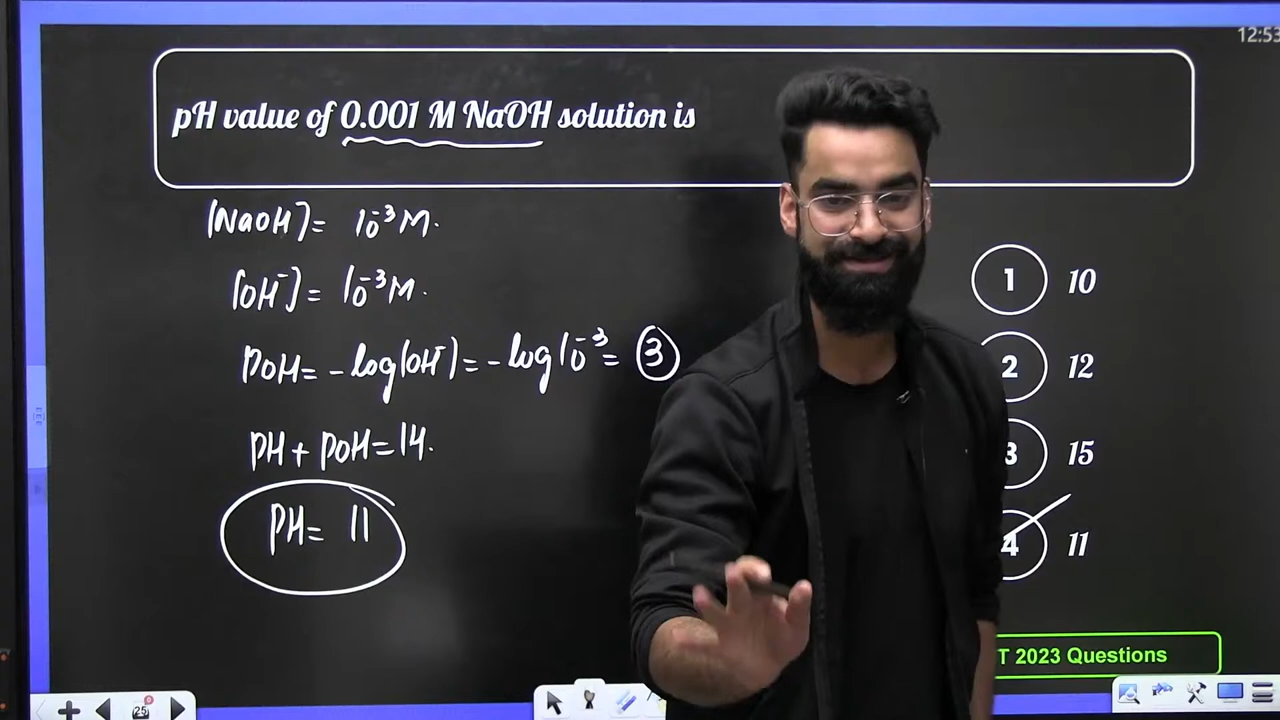 12:53
pH value of 0.001 M NaOH solution is
[NaOH] = 10⁻³M.
[OH⁻] = 10⁻³M.
POH = -log[OH⁻] = -log10⁻³ = 3
PH + POH = 14.
PH = 11
1 10
2 12
3 15
4 11
T 2023 Questions
25